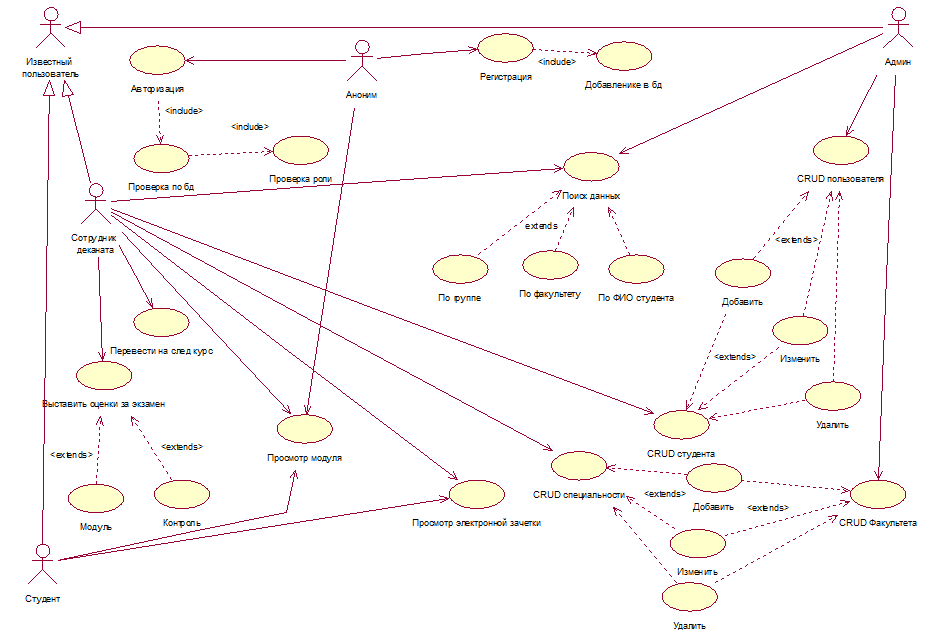 Известный
пользователь
Админ
Аноним
Авторизация
Регистрация
<include>
Добавленике в бд
<include>
<include>
Проверка по бд
Проверка роли
Поиск данных
CRUD пользователя
Сотрудник
деканата
extends
<extends>
По группе
По факультету
По ФИО студента
Добавить
Перевести на след курс
<extends>
Изменить
Выставить оценки за экзамен
Удалить
<extends>
<extends>
Просмотр модуля
CRUD студента
CRUD специальности
<extends>
Добавить
<extends>
Модуль
Контроль
Просмотр электронной зачетки
CRUD Факультета
Изменить
Студент
Удалить